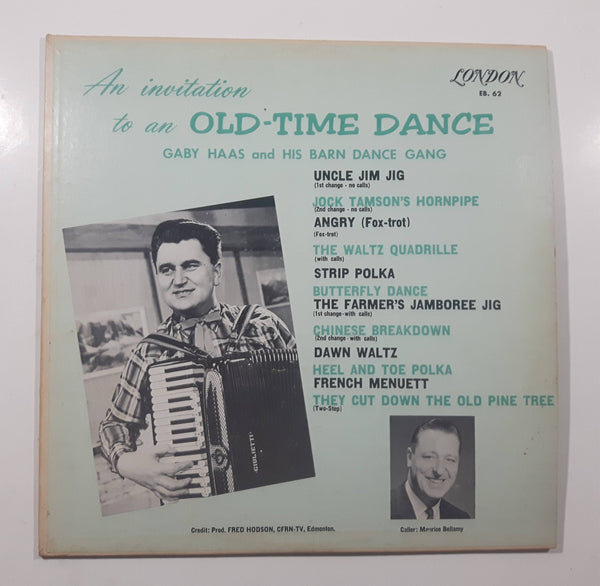 An invitation
to an OLD-TIME DANCE
LONDON
EB. 62
GABY HAAS and HIS BARN DANCE GANG
UNCLE JIM JIG
(1st change - no calls)
JOCK TAMSON'S HORNPIPE
(2nd change - no calls)
ANGRY (Fox-trot)
(Fox-trot)
THE WALTZ QUADRILLE
(with calls)
STRIP POLKA
BUTTERFLY DANCE
THE FARMER'S JAMBOREE JIG
(1st change - with calls)
CHINESE BREAKDOWN
(2nd change - with calls)
DAWN WALTZ
HEEL AND TOE POLKA
FRENCH MENUETT
THEY CUT DOWN THE OLD PINE TREE
(Two-Step)
GIULIETTI
Credit: Prod. FRED HODSON, CFRN-TV, Edmonton.
Caller: Maurice Bellamy